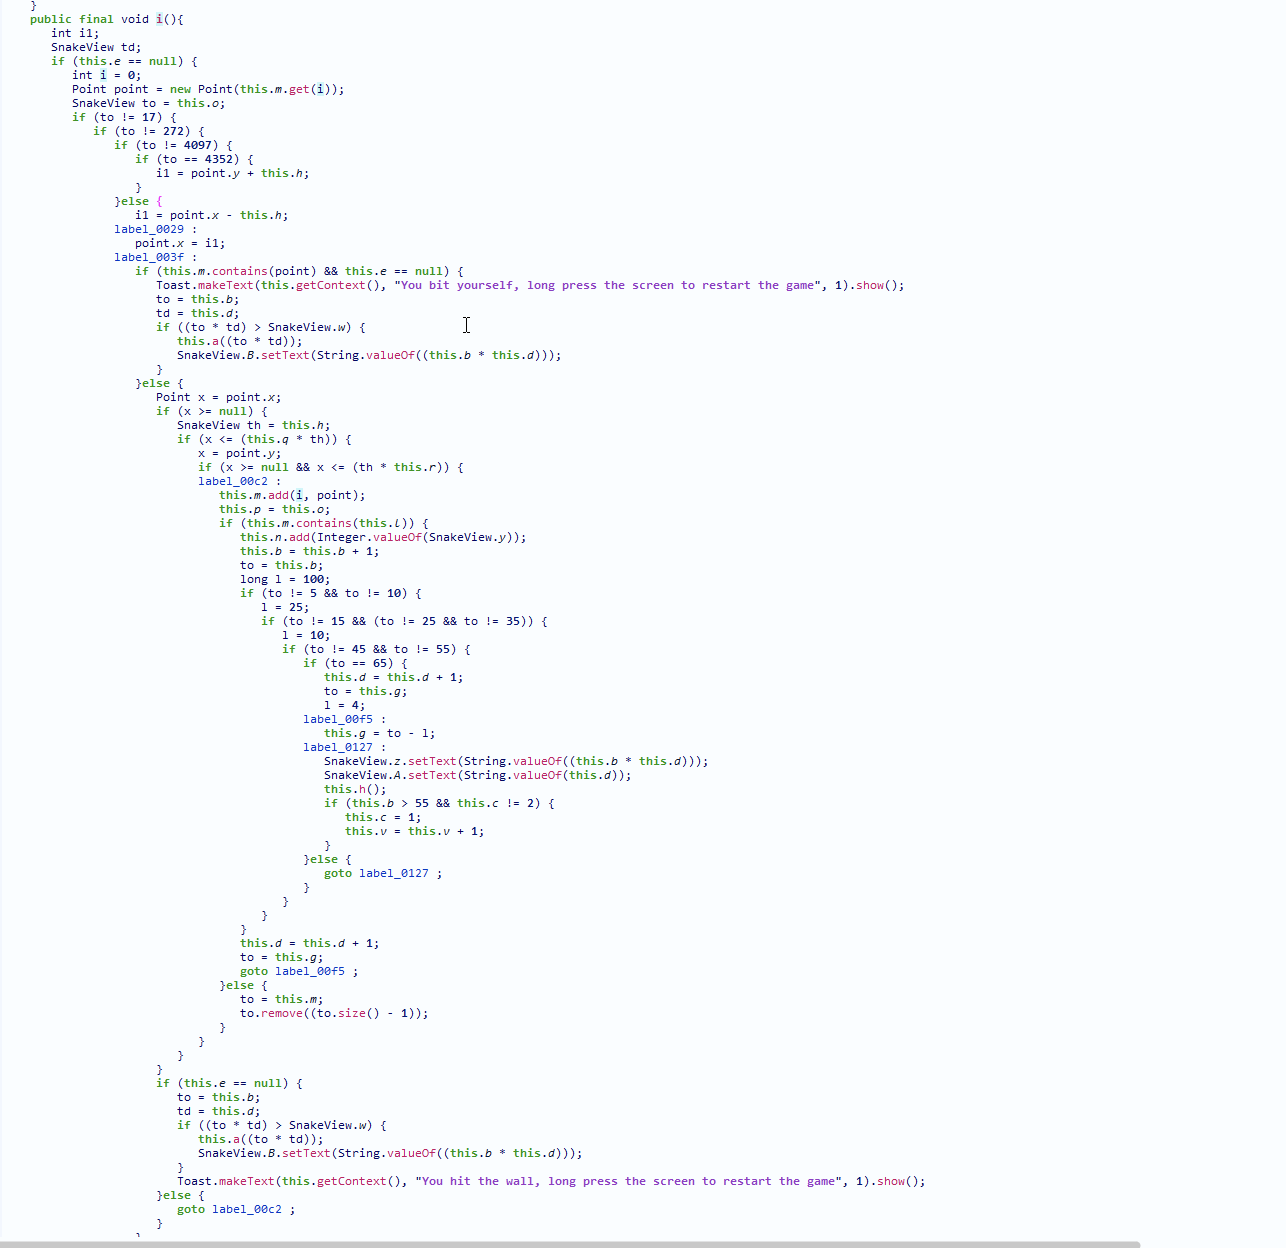 }
public final void i(){
int i1;
SnakeView td;
if (this.e == null) {
int i = 0;
Point point = new Point(this.m.get(i));
SnakeView to = this.o;
if (to != 17) {
if (to != 272) {
if (to != 4097) {
if (to == 4352) {
i1 = point.y + this.h;
}
}else {
i1 = point.x - this.h;
label_0029 :
point.x = i1;
label_003f :
if (this.m.contains(point) && this.e == null) {
Toast.makeText(this.getContext(), "You bit yourself, long press the screen to restart the game", 1).show();
to = this.b;
td = this.d;
if ((to * td) > SnakeView.w) {
this.a((to * td));
SnakeView.B.setText(String.valueOf((this.b * this.d)));
}
}else {
Point x = point.x;
if (x >= null) {
SnakeView th = this.h;
if (x <= (this.q * th)) {
x = point.y;
if (x >= null && x <= (th * this.r)) {
label_00c2 :
this.m.add(i, point);
this.p = this.o;
if (this.m.contains(this.l)) {
this.n.add(Integer.valueOf(SnakeView.y));
this.b = this.b + 1;
to = this.b;
long l = 100;
if (to != 5 && to != 10) {
l = 25;
if (to != 15 && (to != 25 && to != 35)) {
l = 10;
if (to != 45 && to != 55) {
if (to == 65) {
this.d = this.d + 1;
to = this.g;
l = 4;
label_00f5 :
this.g = to - l;
label_0127 :
SnakeView.z.setText(String.valueOf((this.b * this.d)));
SnakeView.A.setText(String.valueOf(this.d));
this.h();
if (this.b > 55 && this.c != 2) {
this.c = 1;
this.v = this.v + 1;
}
}else {
goto label_0127 ;
}
}
}
}
this.d = this.d + 1;
to = this.g;
goto label_00f5 ;
}else {
to = this.m;
to.remove((to.size() - 1));
}
}
}
}
if (this.e == null) {
to = this.b;
td = this.d;
if ((to * td) > SnakeView.w) {
this.a((to * td));
SnakeView.B.setText(String.valueOf((this.b * this.d)));
}
Toast.makeText(this.getContext(), "You hit the wall, long press the screen to restart the game", 1).show();
}else {
goto label_00c2 ;
}